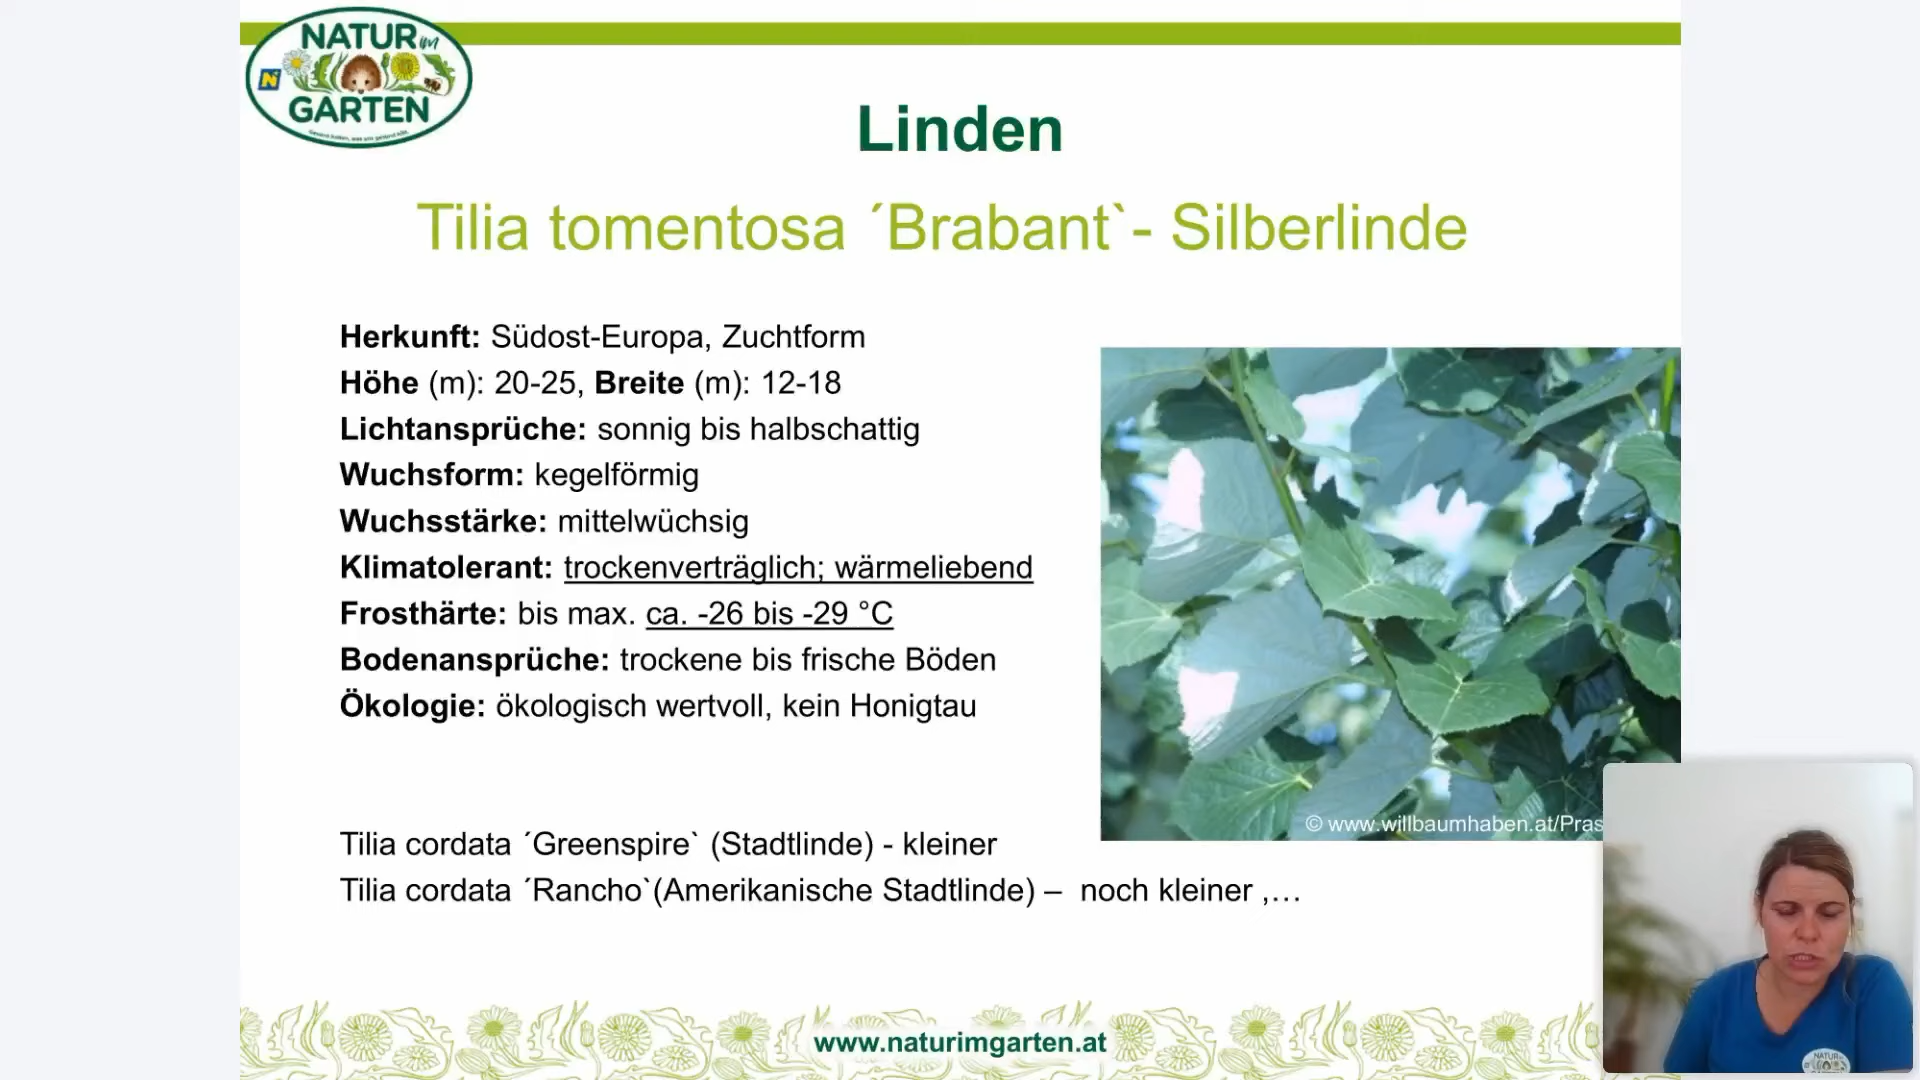 NATUR im
GARTEN
Linden
Tilia tomentosa ´Brabant`- Silberlinde
Herkunft: Südost-Europa, Zuchtform
Höhe (m): 20-25, Breite (m): 12-18
Lichtansprüche: sonnig bis halbschattig
Wuchsform: kegelförmig
Wuchsstärke: mittelwüchsig
Klimatolerant: trockenverträglich; wärmeliebend
Frosthärte: bis max. ca. -26 bis -29 °C
Bodenansprüche: trockene bis frische Böden
Ökologie: ökologisch wertvoll, kein Honigtau
© www.willbaumhaben.at/Pras
Tilia cordata ´Greenspire` (Stadtlinde) - kleiner
Tilia cordata ´Rancho`(Amerikanische Stadtlinde) – noch kleiner ,…
www.naturimgarten.at
NATUR